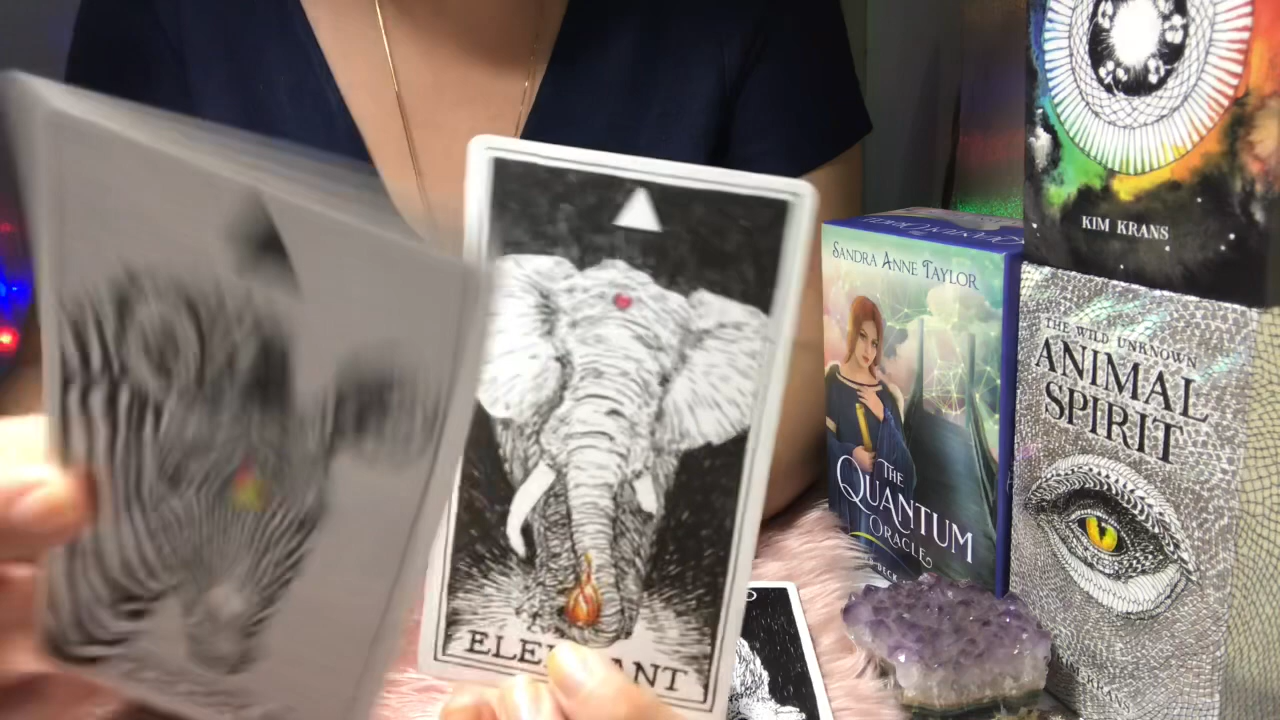 ELEPHANT
SANDRA ANNE TAYLOR
THE
QUANTUM
ORACLE
KIM KRANS
THE WILD UNKNOWN
ANIMAL
SPIRIT